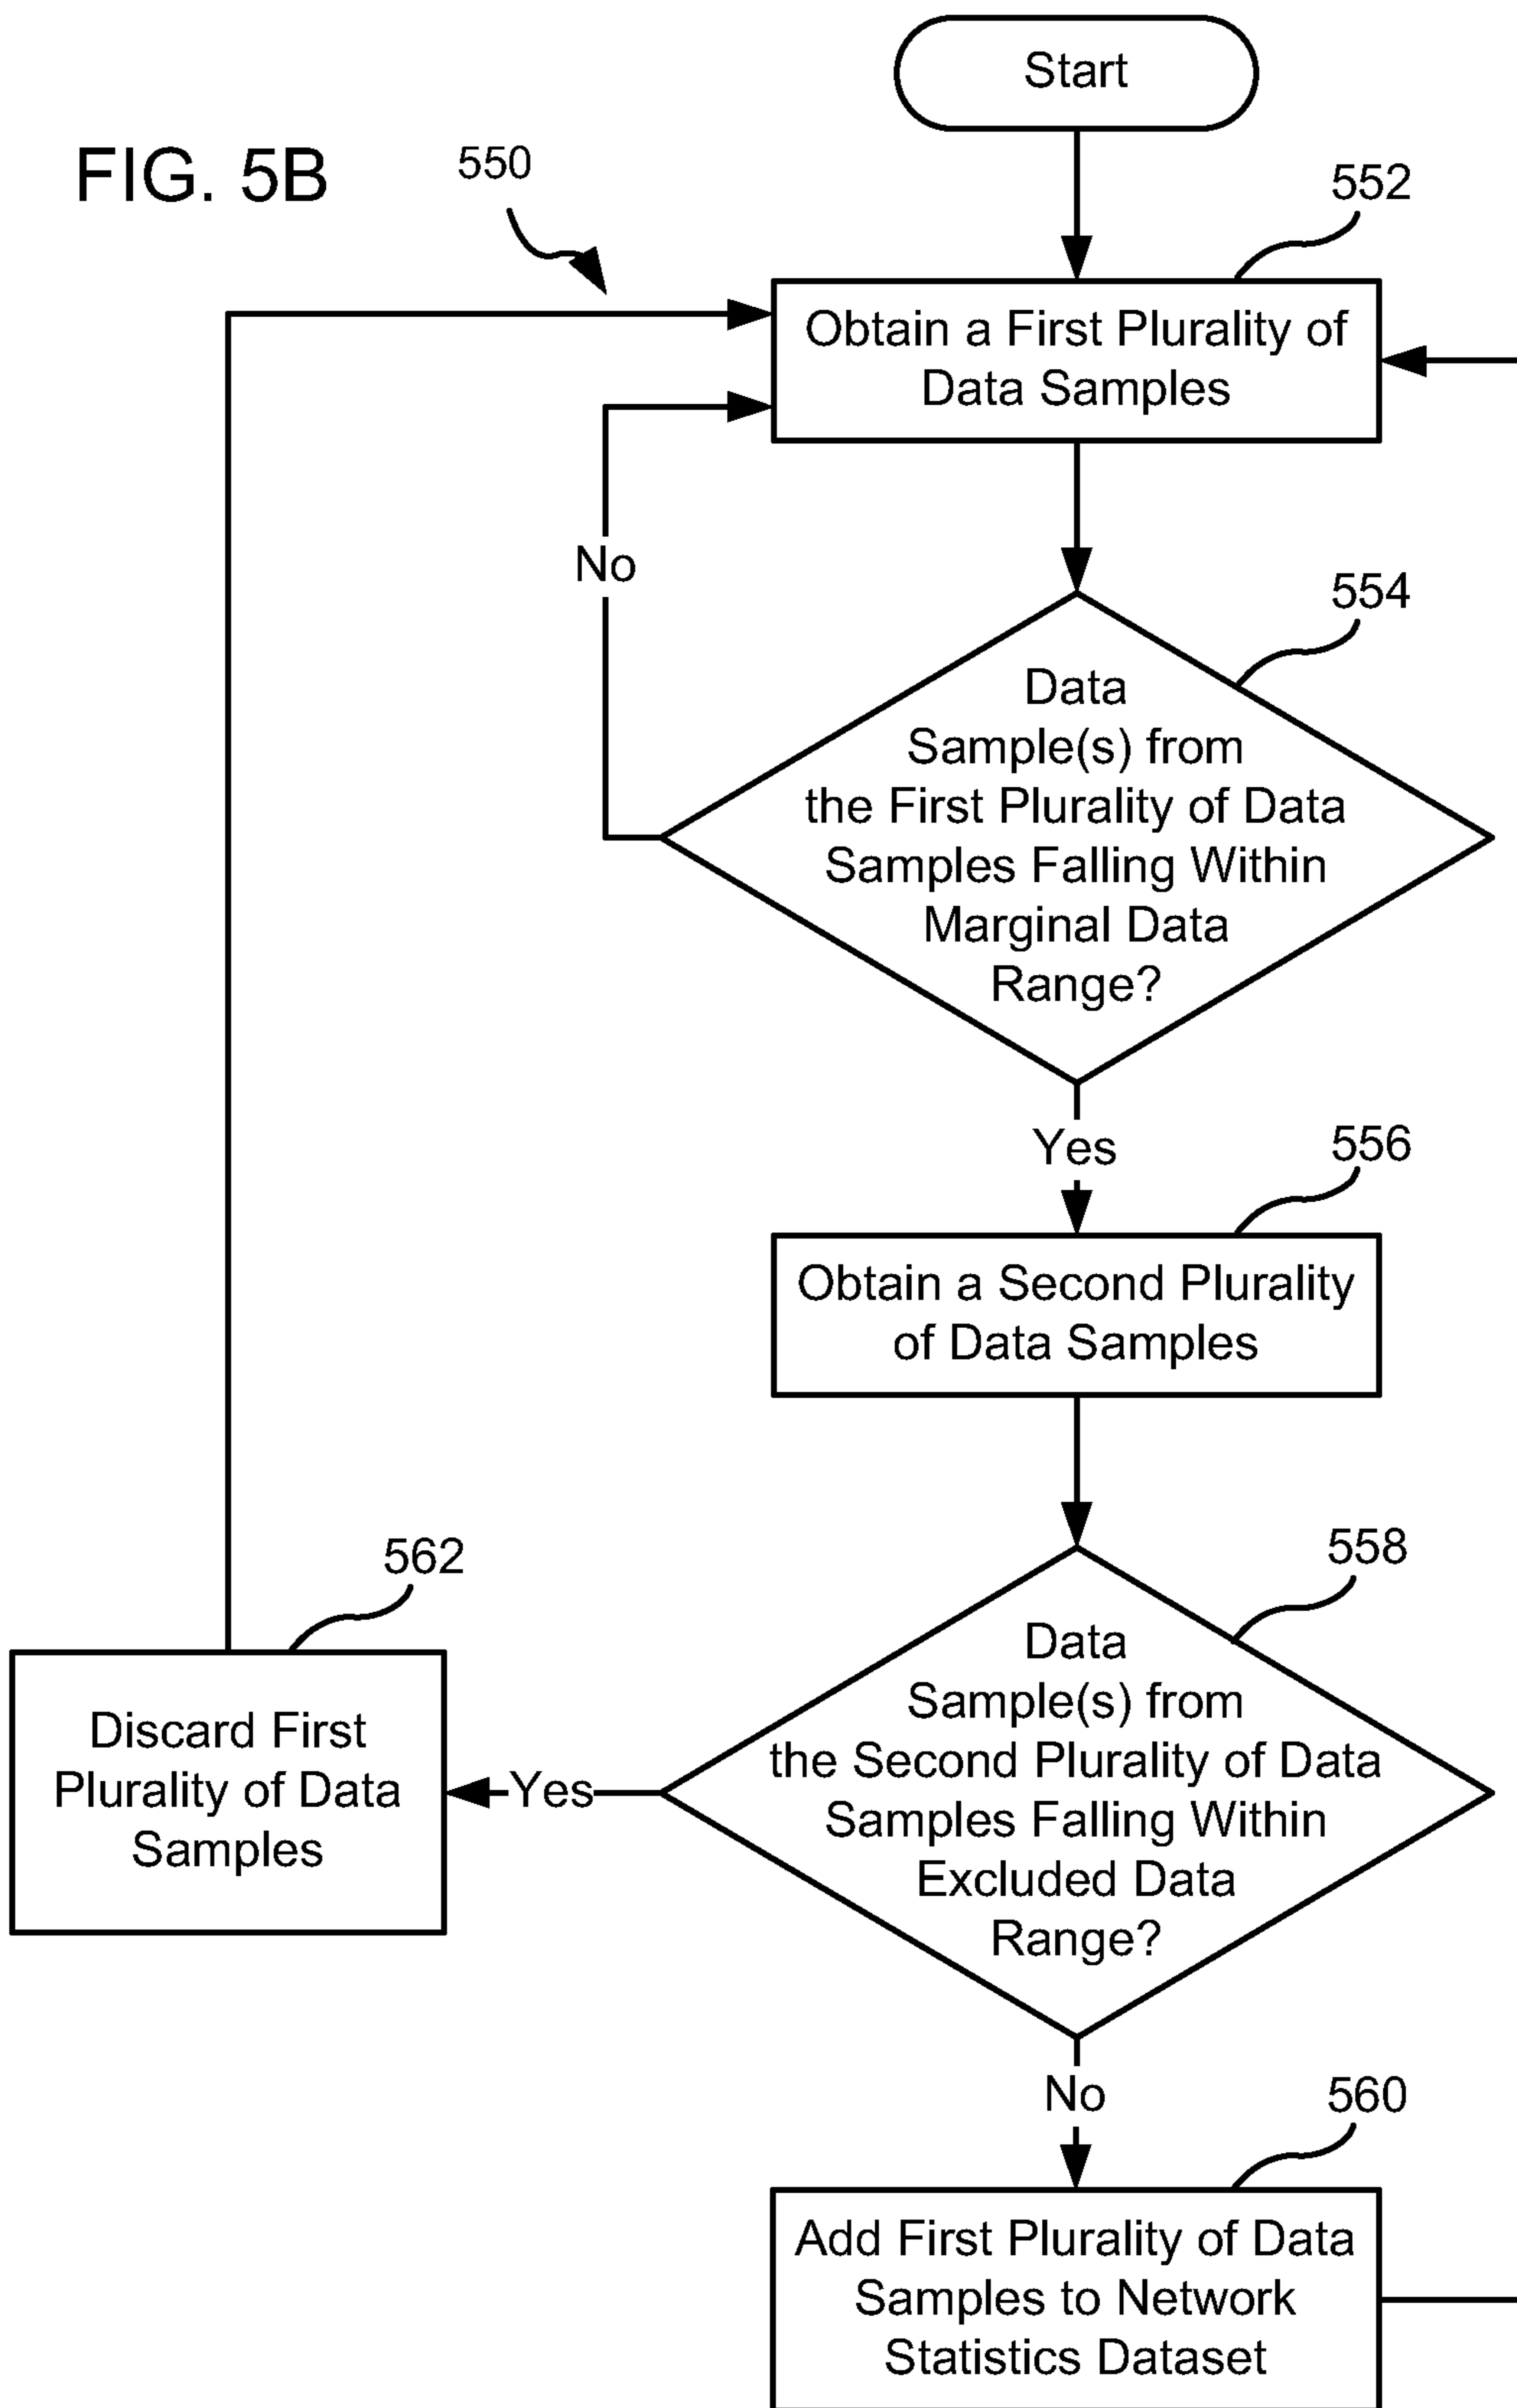 Start
FIG. 5B
550
552
Obtain a First Plurality of
Data Samples
No
554
Data
Sample(s) from
the First Plurality of Data
Samples Falling Within
Marginal Data
Range?
Yes
556
Obtain a Second Plurality
of Data Samples
562
558
Data
Sample(s) from
the Second Plurality of Data
Samples Falling Within
Excluded Data
Range?
Discard First
Plurality of Data
Samples
Yes
No
560
Add First Plurality of Data
Samples to Network
Statistics Dataset